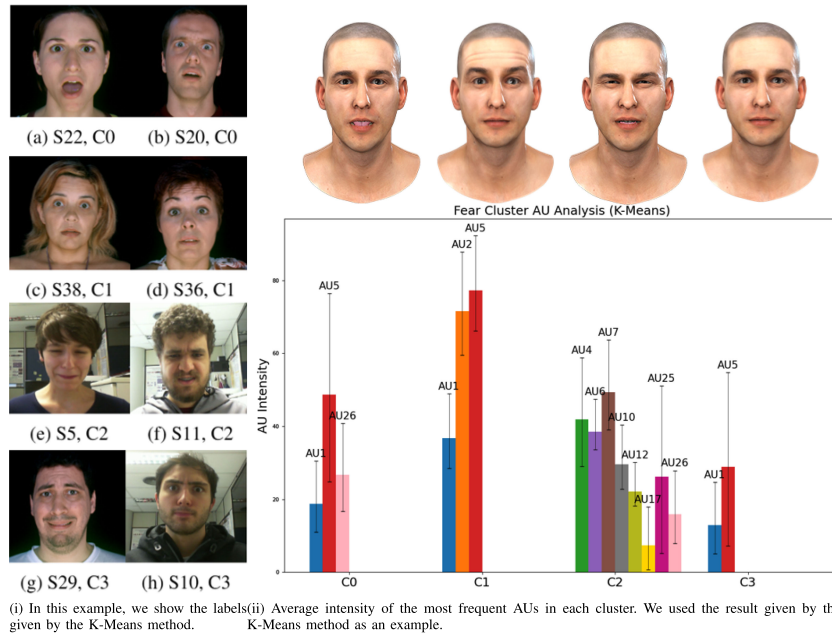 (a) S22, C0
(b) S20, C0
(c) S38, C1
(d) S36, C1
(e) S5, C2
(f) S11, C2
(g) S29, C3
(h) S10, C3
(i) In this example, we show the labels
given by the K-Means method.
Fear Cluster AU Analysis (K-Means)
AU Intensity
80
60
40
20
0
AU1
AU5
AU26
AU1
AU2
AU5
AU4
AU6
AU7
AU10
AU12
AU17
AU25
AU26
AU1
AU5
C0
C1
C2
C3
(ii) Average intensity of the most frequent AUs in each cluster. We used the result given by
K-Means method as an example.